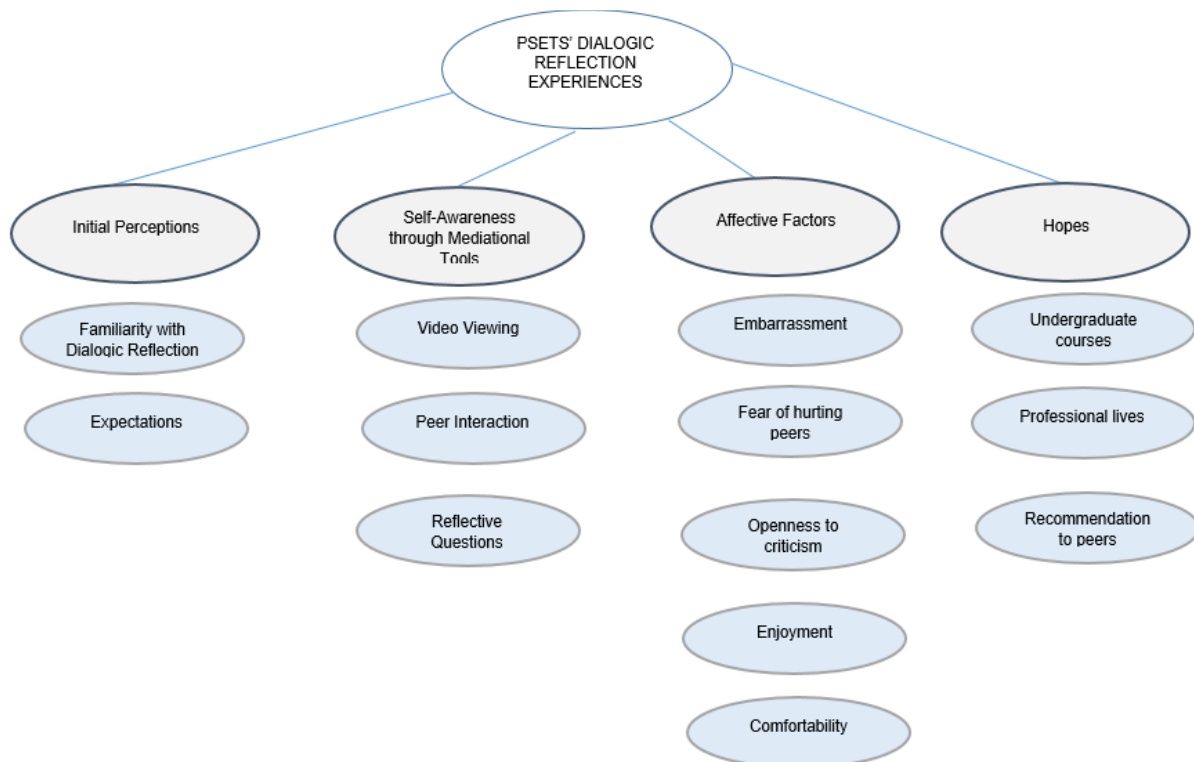 PSETS' DIALOGIC
REFLECTION
EXPERIENCES
Initial Perceptions
Self-Awareness
through Mediational
Tools
Affective Factors
Hopes
Familiarity with
Dialogic Reflection
Expectations
Video Viewing
Peer Interaction
Reflective
Questions
Embarrassment
Fear of hurting
peers
Openness to
criticism
Enjoyment
Comfortability
Undergraduate
courses
Professional lives
Recommendation
to peers